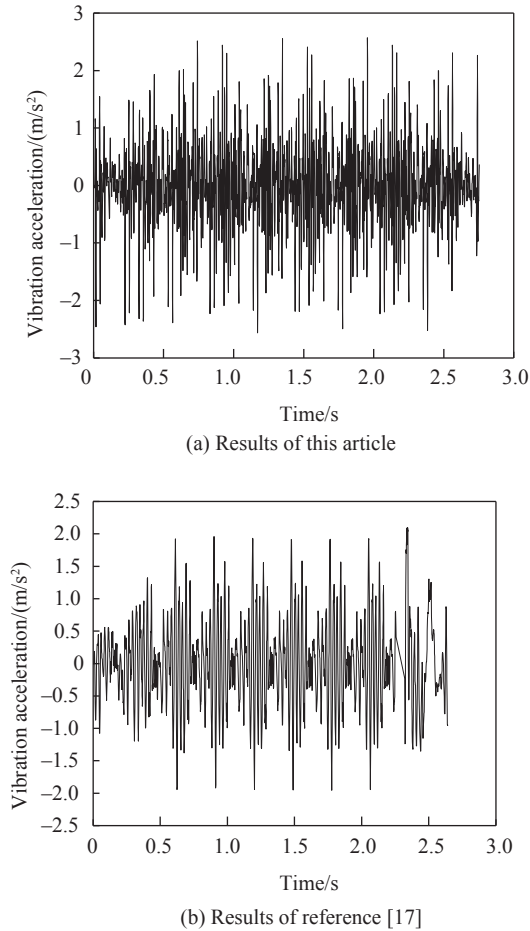 3
2
1
0
–1
–2
–3
Vibration acceleration/(m/s²)
0 0.5 1.0 1.5 2.0 2.5 3.0
Time/s
(a) Results of this article
2.5
2.0
1.5
1.0
0.5
0
–0.5
–1.0
–1.5
–2.0
–2.5
Vibration acceleration/(m/s²)
0 0.5 1.0 1.5 2.0 2.5 3.0
Time/s
(b) Results of reference [17]